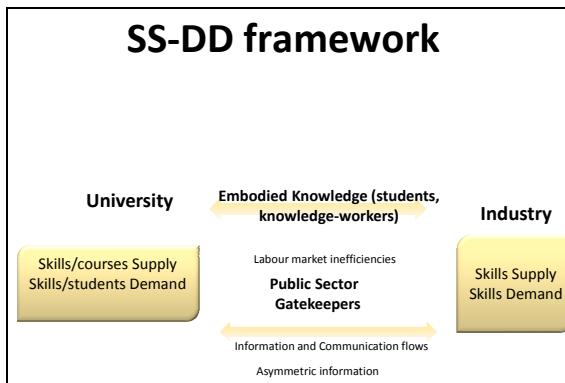 SS-DD framework
University
Embodied Knowledge (students,
knowledge-workers)
Industry
Skills/courses Supply
Skills/students Demand
Labour market inefficiencies
Public Sector
Gatekeepers
Skills Supply
Skills Demand
Information and Communication flows
Asymmetric information